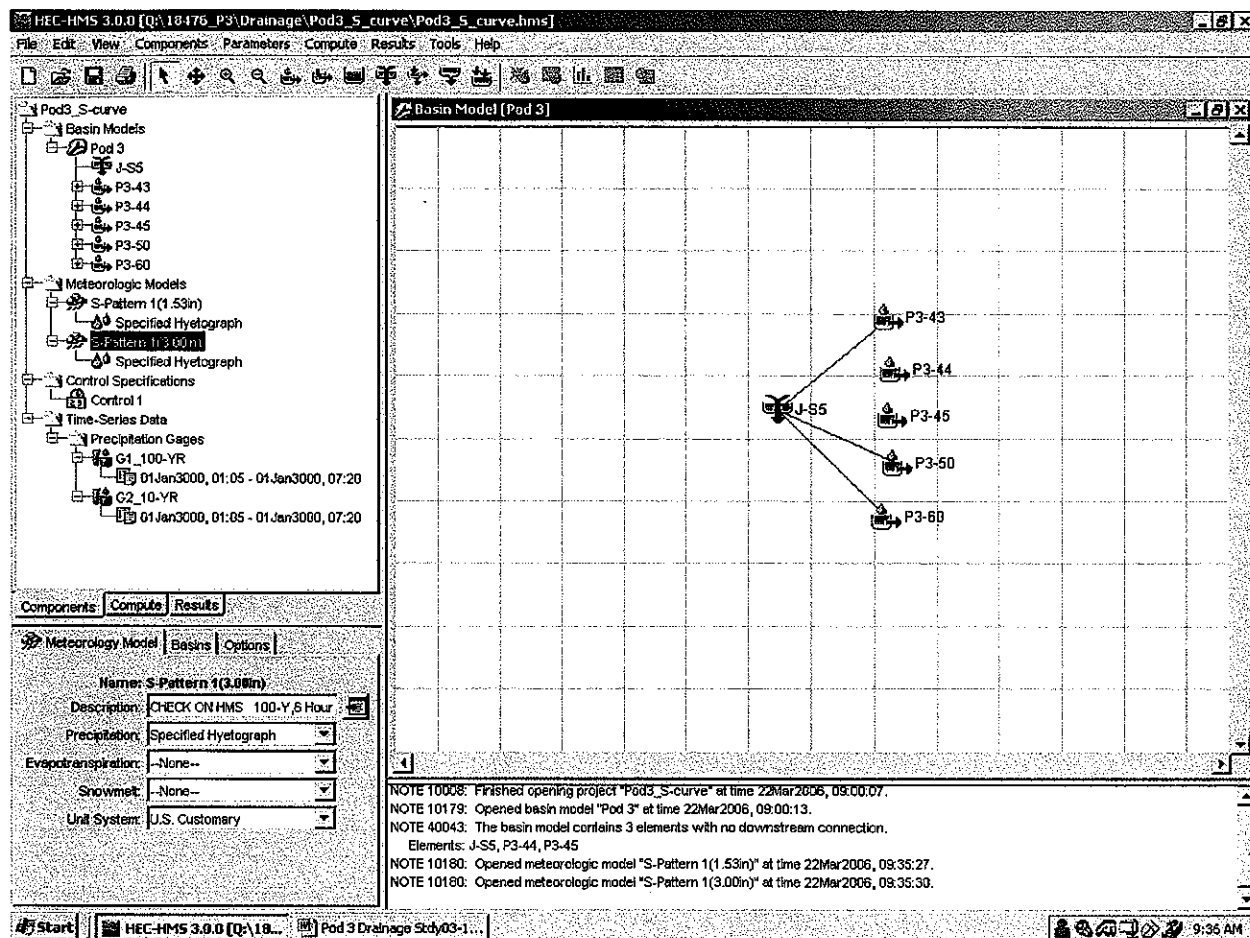 HEC-HMS 3.0.0 [Q:\18476_P3\Drainage\Pod3_S_curve\Pod3_S_curve.hms]
File Edit View Components Parameters Compute Results Tools Help
Pod3_S-curve
Basin Models
Pod 3
J-S5
P3-43
P3-44
P3-45
P3-50
P3-60
Meteorologic Models
S-Pattern 1(1.53in)
Specified Hyetograph
S-Pattern 1(3.00in)
Specified Hyetograph
Control Specifications
Control 1
Time-Series Data
Precipitation Gages
G1_100-YR
01Jan3000, 01:05 - 01Jan3000, 07:20
G2_10-YR
01Jan3000, 01:05 - 01Jan3000, 07:20
Components Compute Results
Meteorology Model Basins Options
Name: S-Pattern 1(3.00in)
Description: CHECK ON HMS 100-Y,6 Hour
Precipitation: Specified Hyetograph
Evapotranspiration: --None--
Snowmelt: --None--
Unit System: U.S. Customary
Basin Model [Pod 3]
P3-43
P3-44
J-S5
P3-45
P3-50
P3-60
NOTE 10008: Finished opening project "Pod3_S-curve" at time 22Mar2006, 09:00:07.
NOTE 10179: Opened basin model "Pod 3" at time 22Mar2006, 09:00:13.
NOTE 40043: The basin model contains 3 elements with no downstream connection.
Elements: J-S5, P3-44, P3-45
NOTE 10180: Opened meteorologic model "S-Pattern 1(1.53in)" at time 22Mar2006, 09:35:27.
NOTE 10180: Opened meteorologic model "S-Pattern 1(3.00in)" at time 22Mar2006, 09:35:30.
Start HEC-HMS 3.0.0 [Q:\18... Pod 3 Drainage Stdy03-1... 9:36 AM